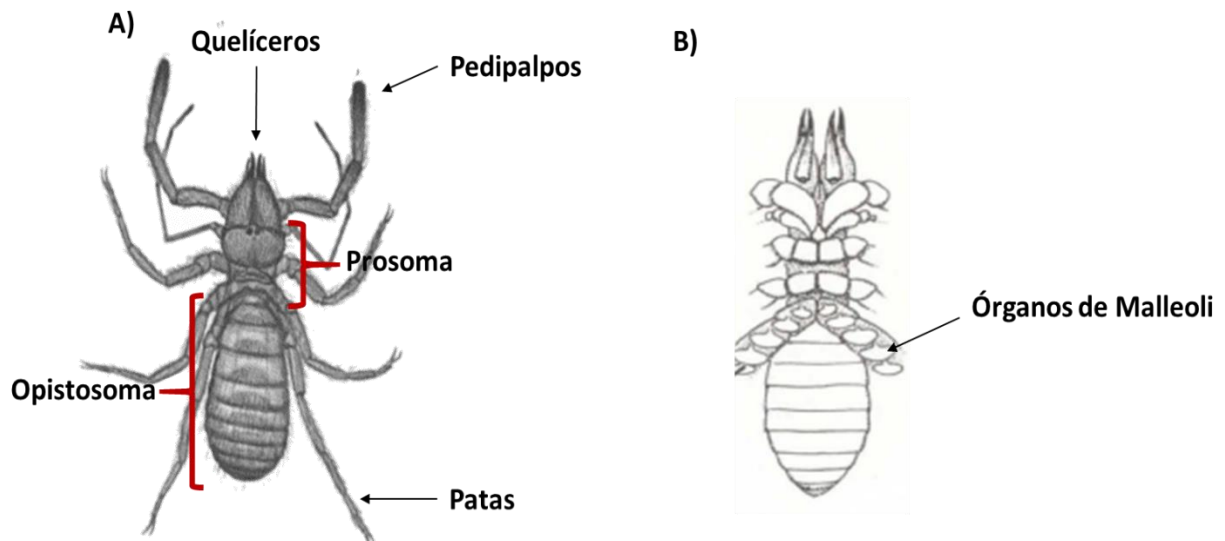 A)
Quelíceros
Pedipalpos
Prosoma
Opistosoma
Patas
B)
Órganos de Malleoli